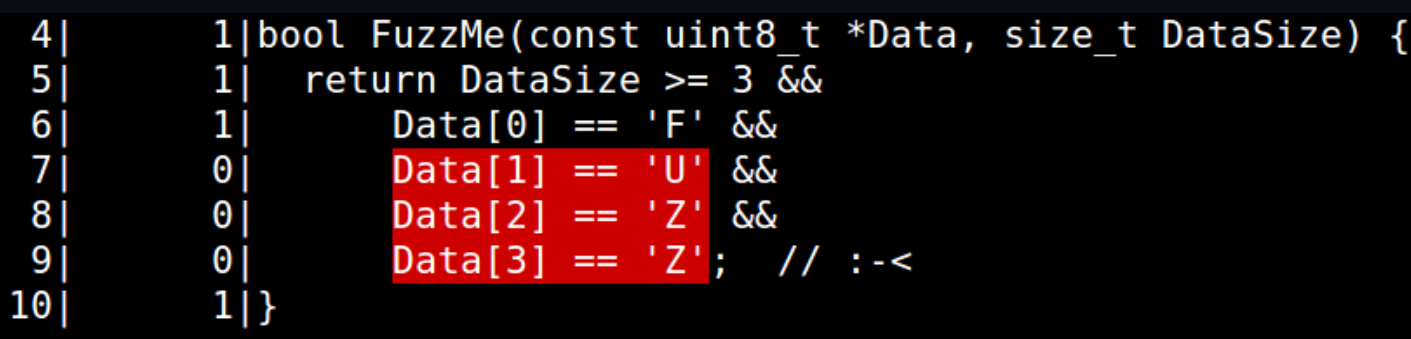 4|       1|bool FuzzMe(const uint8_t *Data, size_t DataSize) {
 5|       1|  return DataSize >= 3 &&
 6|       1|      Data[0] == 'F' &&
 7|       0|      Data[1] == 'U' &&
 8|       0|      Data[2] == 'Z' &&
 9|       0|      Data[3] == 'Z';  // :-<
10|       1|}